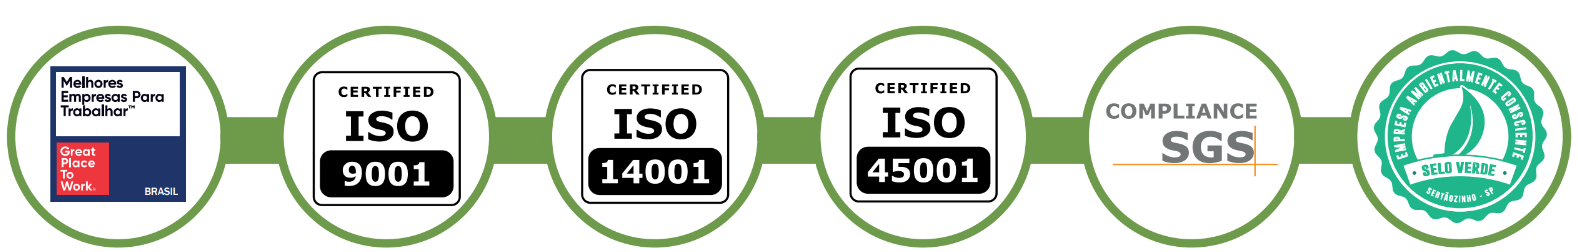 Melhores
Empresas Para
Trabalhar™
Great
Place
To
Work.
BRASIL
CERTIFIED
ISO
9001
CERTIFIED
ISO
14001
CERTIFIED
ISO
45001
COMPLIANCE
SGS
EMPRESA AMBIENTALMENTE CONSCIENTE
• SELO VERDE •
SERTÃOZINHO - SP